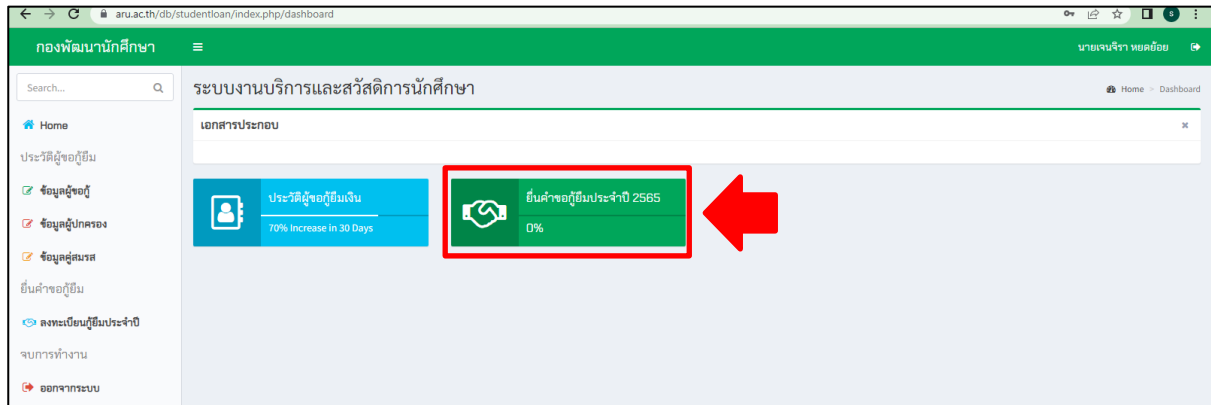 aru.ac.th/db/studentloan/index.php/dashboard
S
กองพัฒนานักศึกษา
นายเจนจิรา หยดย้อย
Search...
ระบบงานบริการและสวัสดิการนักศึกษา
Home > Dashboard
Home
เอกสารประกอบ
ประวัติผู้ขอกู้ยืม
ข้อมูลผู้ขอกู้
ประวัติผู้ขอกู้ยืมเงิน
70% Increase in 30 Days
ยื่นคำขอกู้ยืมประจำปี 2565
0%
ข้อมูลผู้ปกครอง
ข้อมูลคู่สมรส
ยื่นคำขอกู้ยืม
ลงทะเบียนกู้ยืมประจำปี
จบการทำงาน
ออกจากระบบ